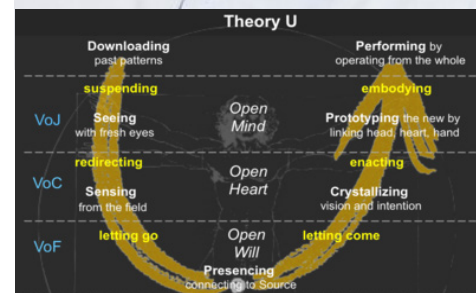 Theory U
Downloading
past patterns
Performing by
operating from the whole
suspending
embodying
VoJ
Seeing
with fresh eyes
Open
Mind
Prototyping the new by
linking head, heart, hand
redirecting
enacting
VoC
Sensing
from the field
Open
Heart
Crystallizing
vision and intention
letting go
letting come
VoF
Open
Will
Presencing
connecting to Source